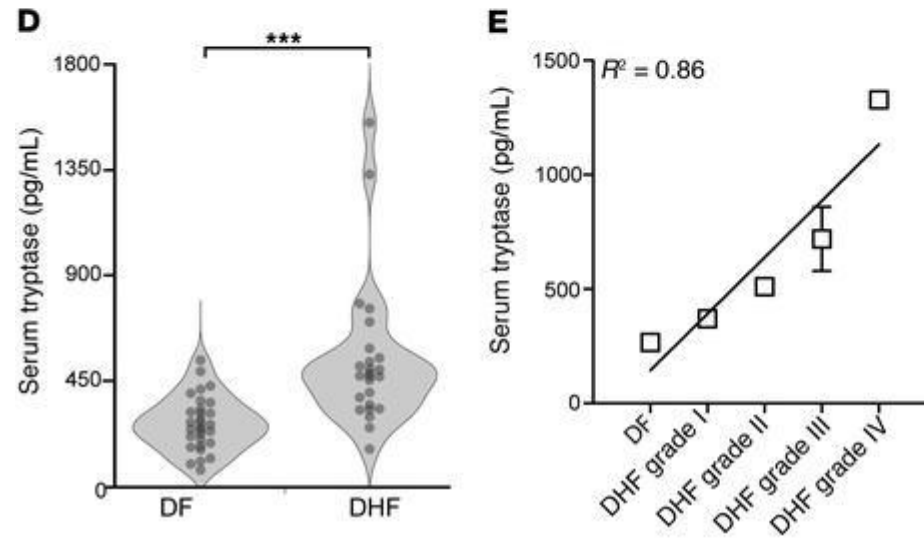 D
***
Serum tryptase (pg/mL)
1800
1350
900
450
0
DF
DHF
E
R² = 0.86
Serum tryptase (pg/mL)
1500
1000
500
0
DF
DHF grade I
DHF grade II
DHF grade III
DHF grade IV